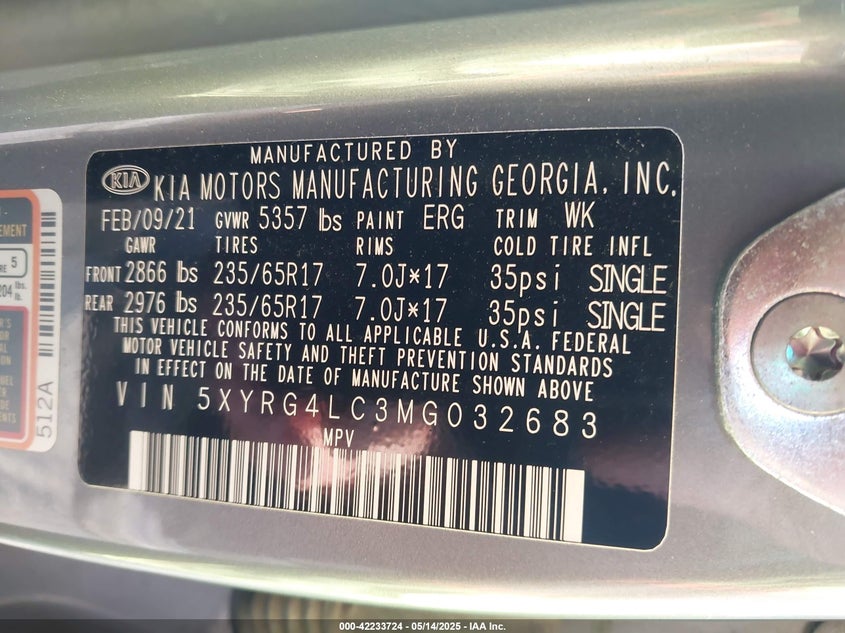 MANUFACTURED BY
KIA KIA MOTORS MANUFACTURING GEORGIA, INC.
FEB/09/21 GVWR 5357 lbs PAINT ERG TRIM WK
GAWR TIRES RIMS COLD TIRE INFL
FRONT 2866 lbs 235/65R17 7.0J*17 35psi SINGLE
REAR 2976 lbs 235/65R17 7.0J*17 35psi SINGLE
THIS VEHICLE CONFORMS TO ALL APPLICABLE U.S.A. FEDERAL
MOTOR VEHICLE SAFETY AND THEFT PREVENTION STANDARDS
IN EFFECT ON THE DATE OF MANUFACTURE SHOWN ABOVE
VIN 5XYRG4LC3MG032683
MPV
5
204
lb.
512A
000-42233724 — 05/14/2025 — IAA Inc.